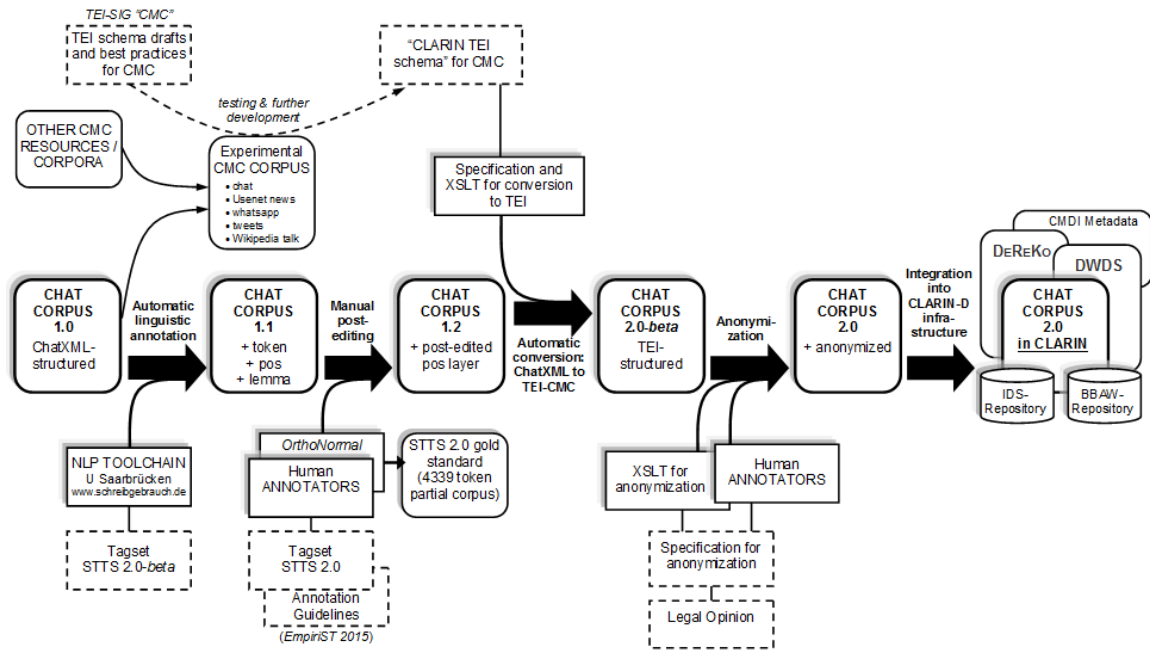 TEI-SIG “CMC”
TEI schema drafts
and best practices
for CMC
“CLARIN TEI
schema” for CMC
testing & further
development
OTHER CMC
RESOURCES /
CORPORA
Experimental
CMC CORPUS
• chat
• Usenet news
• whatsapp
• tweets
• Wikipedia talk
Specification and
XSLT for conversion
to TEI
CMDI Metadata
DEREKO
DWDS
CHAT
CORPUS
1.0
ChatXML-
structured
Automatic
linguistic
annotation
CHAT
CORPUS
1.1
+ token
+ pos
+ lemma
Manual
post-
editing
CHAT
CORPUS
1.2
+ post-edited
pos layer
Automatic
conversion:
ChatXML to
TEI-CMC
CHAT
CORPUS
2.0-beta
TEI-
structured
Anonymi-
zation
CHAT
CORPUS
2.0
+ anonymized
Integration
into
CLARIN-D
infra-
structure
CHAT
CORPUS
2.0
in CLARIN
IDS-
Repository
BBAW-
Repository
NLP TOOLCHAIN
U Saarbrücken
www.schreibgebrauch.de
Tagset
STTS 2.0-beta
OrthoNormal
Human
ANNOTATORS
STTS 2.0 gold
standard
(4339 token
partial corpus)
Tagset
STTS 2.0
Annotation
Guidelines
(EmpiriST 2015)
XSLT for
anonymization
Human
ANNOTATORS
Specification for
anonymization
Legal Opinion